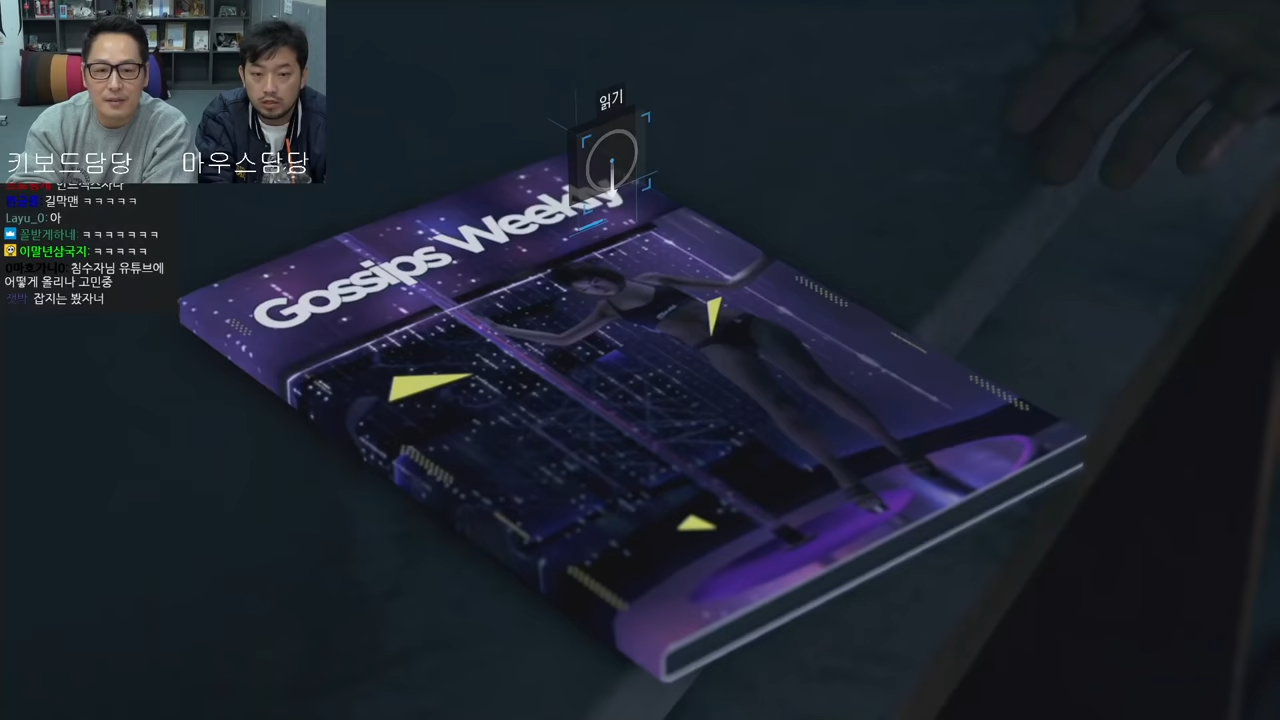 키보드담당 마우스담당
길막맨 ㅋㅋㅋㅋㅋ
Layu_0: 아
꼴받게하네: ㅋㅋㅋㅋㅋㅋㅋ
이말년삼국지: ㅋㅋㅋㅋㅋ
침수자님 유튜브에
어떻게 올리나 고민중
잡지는 봤자너
읽기
Gossips Weekly